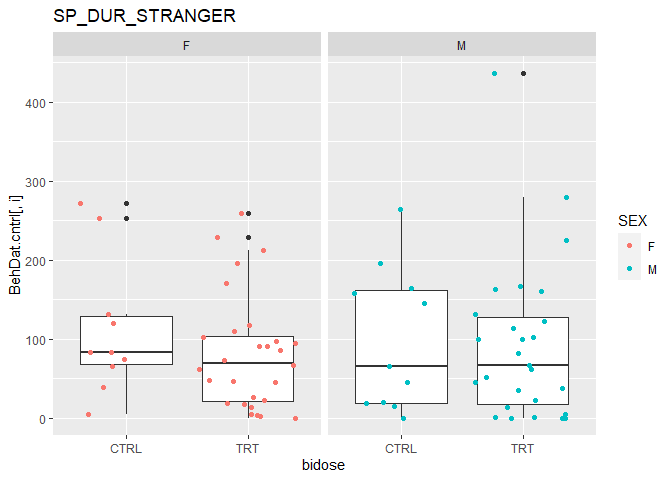 SP_DUR_STRANGER
F
M
BehDat.cntrl[, i]
400
300
200
100
0
CTRL
TRT
CTRL
TRT
bidose
SEX
F
M